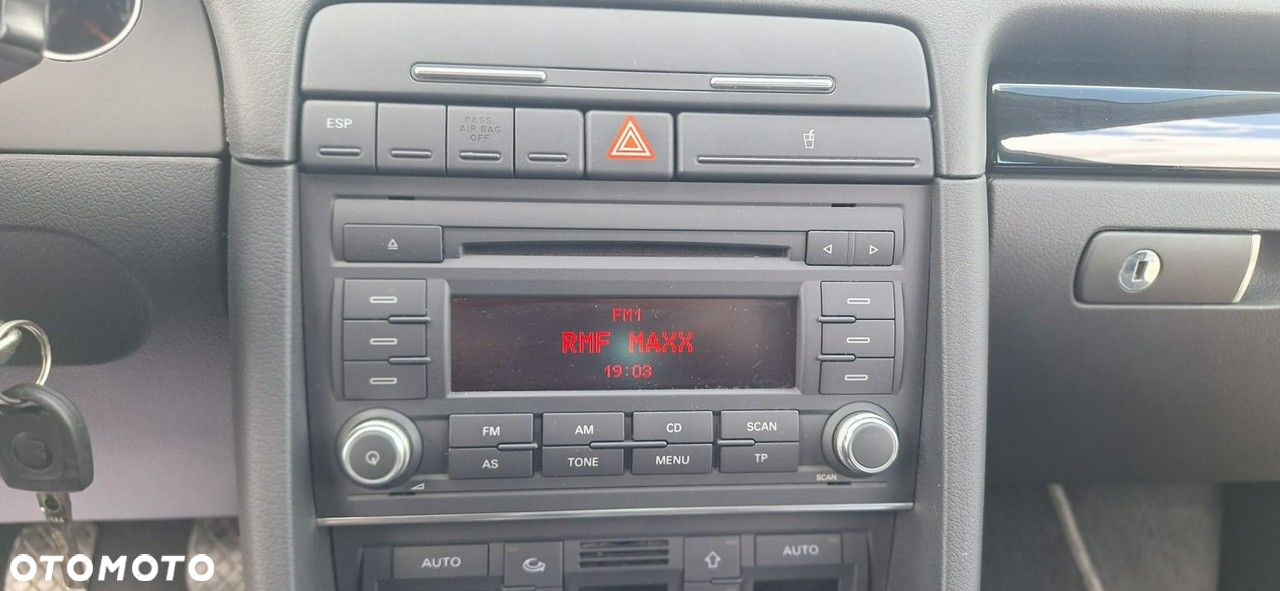 ESP
PASS.
AIR BAG
OFF
FM1
RMF MAXX
19:03
FM
AM
CD
SCAN
AS
TONE
MENU
TP
SCAN
AUTO
AUTO
OTOMOTO